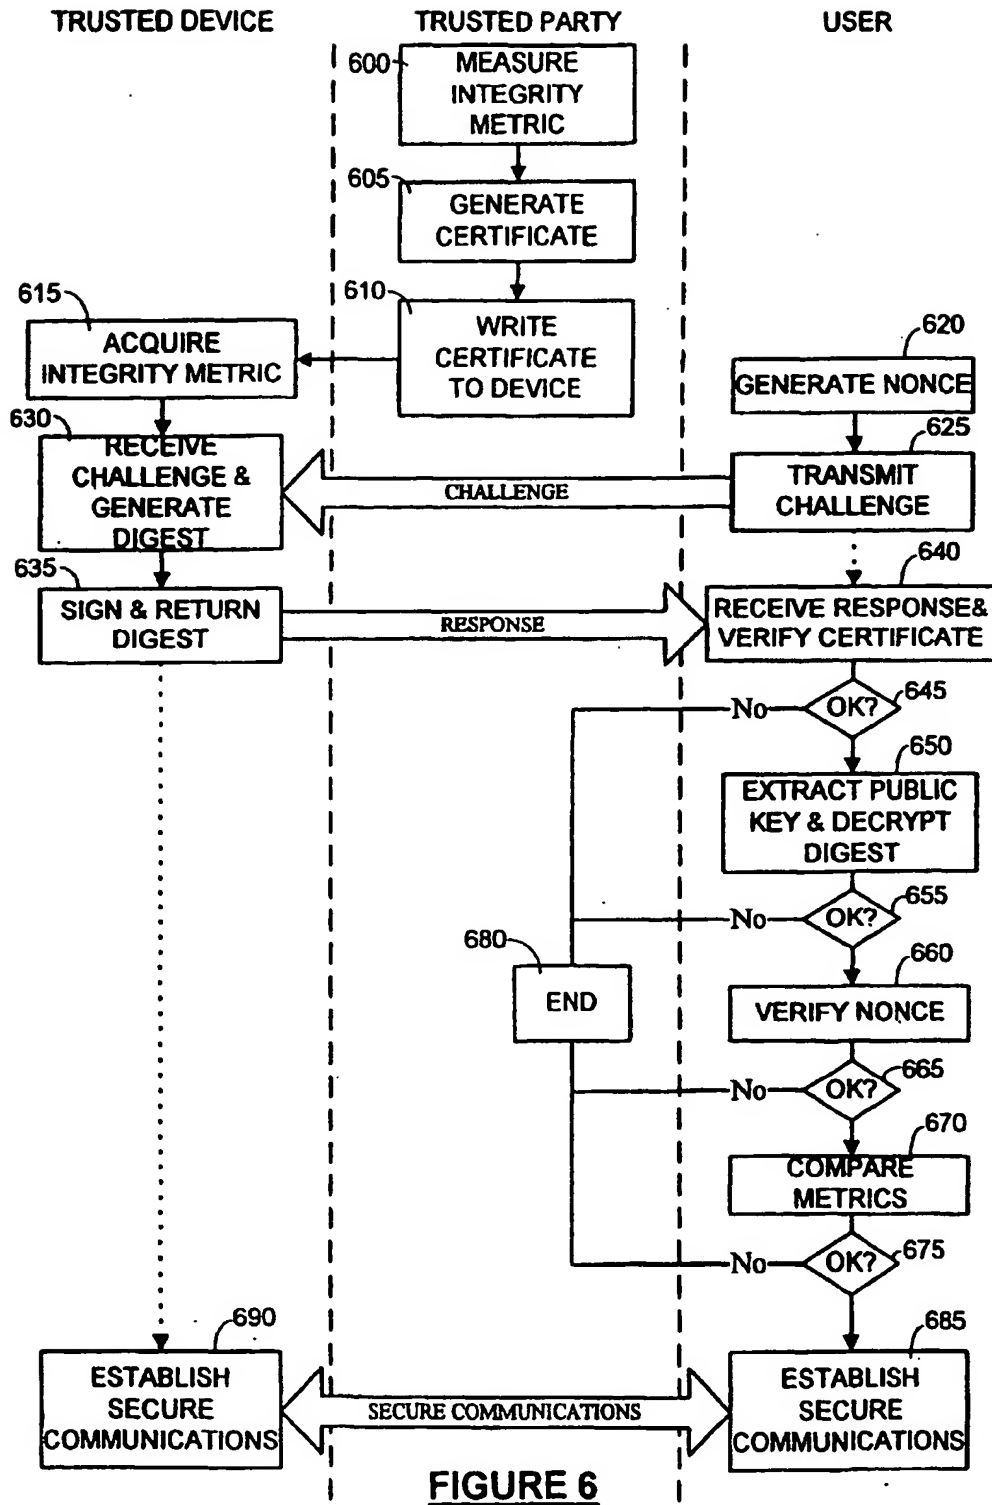 TRUSTED DEVICE
TRUSTED PARTY
USER
600
MEASURE
INTEGRITY
METRIC
605
GENERATE
CERTIFICATE
610
WRITE
CERTIFICATE
TO DEVICE
615
ACQUIRE
INTEGRITY METRIC
620
GENERATE NONCE
625
TRANSMIT
CHALLENGE
CHALLENGE
630
RECEIVE
CHALLENGE &
GENERATE
DIGEST
635
SIGN & RETURN
DIGEST
RESPONSE
640
RECEIVE RESPONSE&
VERIFY CERTIFICATE
645
OK?
No
650
EXTRACT PUBLIC
KEY & DECRYPT
DIGEST
655
OK?
No
680
END
660
VERIFY NONCE
665
OK?
No
670
COMPARE
METRICS
675
OK?
No
690
ESTABLISH
SECURE
COMMUNICATIONS
SECURE COMMUNICATIONS
685
ESTABLISH
SECURE
COMMUNICATIONS
FIGURE 6